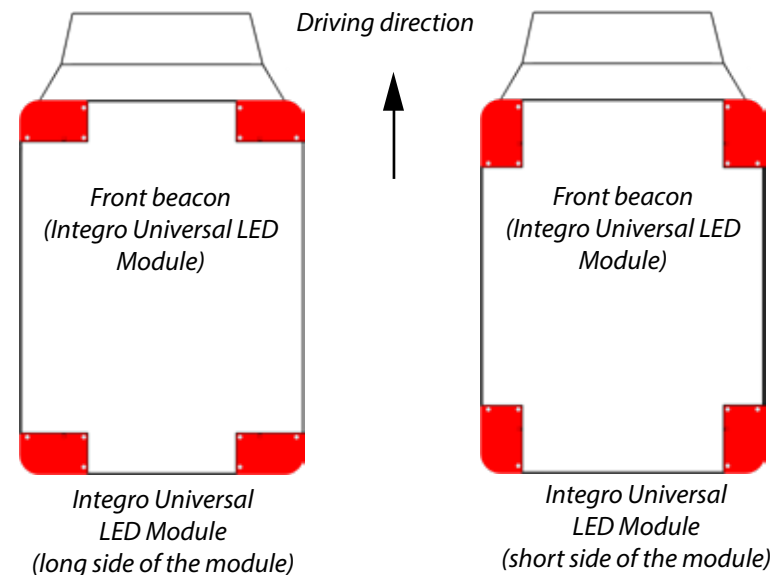 Driving direction
Front beacon
(Integro Universal LED
Module)
Front beacon
(Integro Universal LED
Module)
Integro Universal
LED Module
(long side of the module)
Integro Universal
LED Module
(short side of the module)